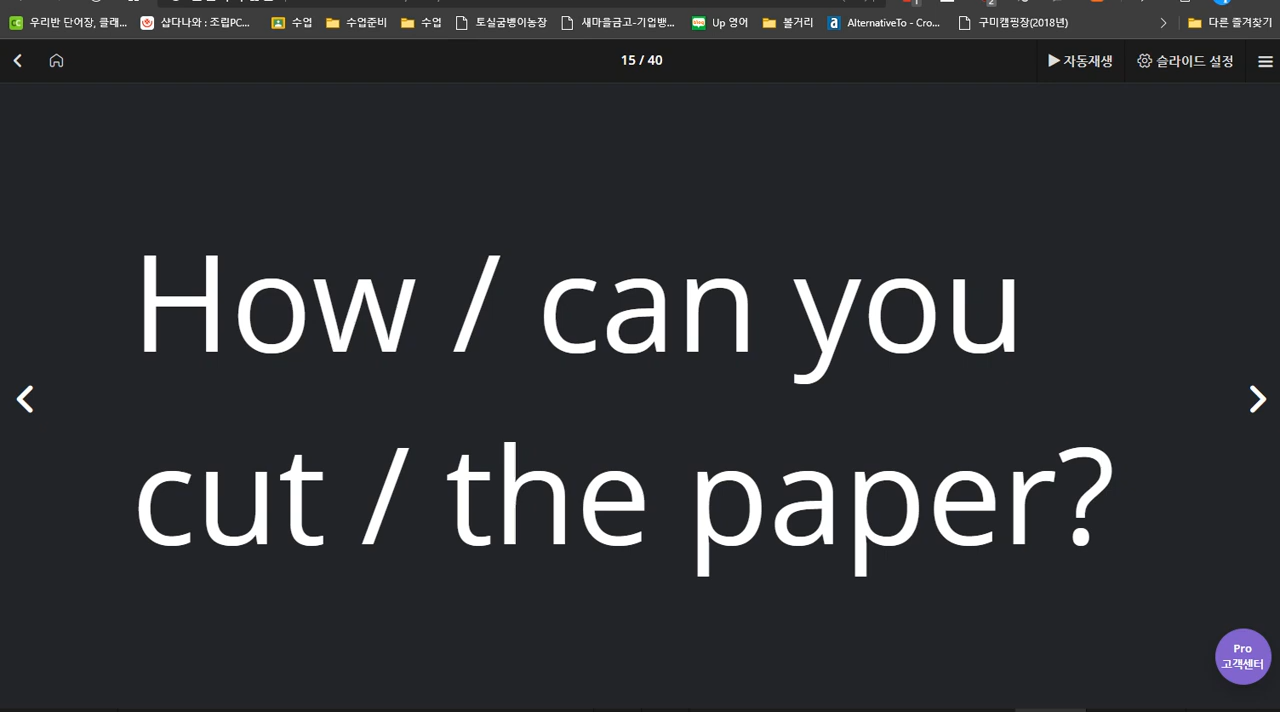 우리반 단어장, 클래... 샵다나와 : 조립PC... 수업 수업준비 수업 토실굼벵이농장 새마을금고-기업뱅... Up 영어 볼거리 AlternativeTo - Cro... 구미캠핑장(2018년) 다른 즐겨찾기
15 / 40 자동재생 슬라이드 설정
How / can you
cut / the paper?
Pro
고객센터